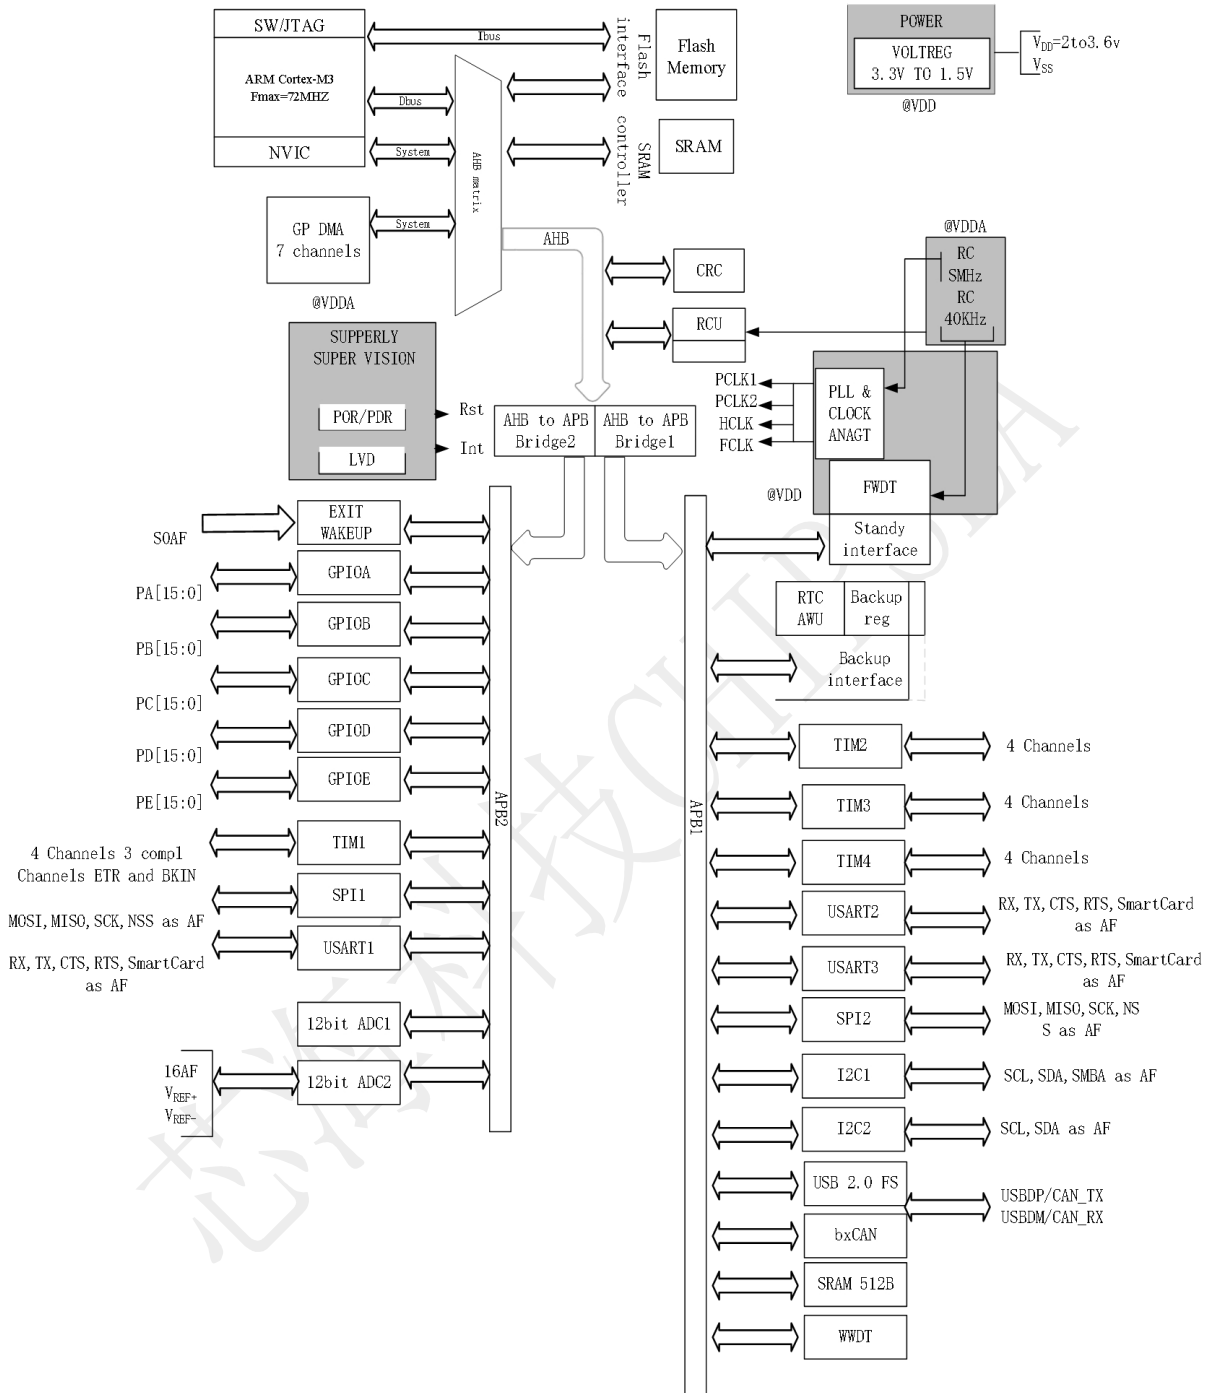 SW/JTAG
ARM Cortex-M3
Fmax=72MHZ
NVIC
Ibus
Dbus
System
System
AHB matrix
Flash
interface
Flash
Memory
SRAM
controller
SRAM
POWER
VOLTREG
3.3V TO 1.5V
@VDD
VDD=2to3.6v
VSS
GP DMA
7 channels
AHB
CRC
RCU
@VDDA
RC
SMHz
RC
40KHz
@VDDA
SUPPERLY
SUPER VISION
POR/PDR
LVD
Rst
Int
AHB to APB
Bridge2
AHB to APB
Bridge1
PCLK1
PCLK2
HCLK
FCLK
PLL &
CLOCK
ANAGT
@VDD
FWDT
Standy
interface
RTC
AWU
Backup
reg
Backup
interface
APB2
APB1
SOAF
EXIT
WAKEUP
PA[15:0]
GPIOA
PB[15:0]
GPIOB
PC[15:0]
GPIOC
PD[15:0]
GPIOD
PE[15:0]
GPIOE
4 Channels 3 compl
Channels ETR and BKIN
TIM1
MOSI,MISO,SCK,NSS as AF
SPI1
RX,TX,CTS,RTS,SmartCard
as AF
USART1
12bit ADC1
16AF
VREF+
VREF-
12bit ADC2
TIM2
4 Channels
TIM3
4 Channels
TIM4
4 Channels
USART2
RX,TX,CTS,RTS,SmartCard
as AF
USART3
RX,TX,CTS,RTS,SmartCard
as AF
SPI2
MOSI,MISO,SCK,NS
S as AF
I2C1
SCL,SDA,SMBA as AF
I2C2
SCL,SDA as AF
USB 2.0 FS
USBDP/CAN_TX
USBDM/CAN_RX
bxCAN
SRAM 512B
WWDT